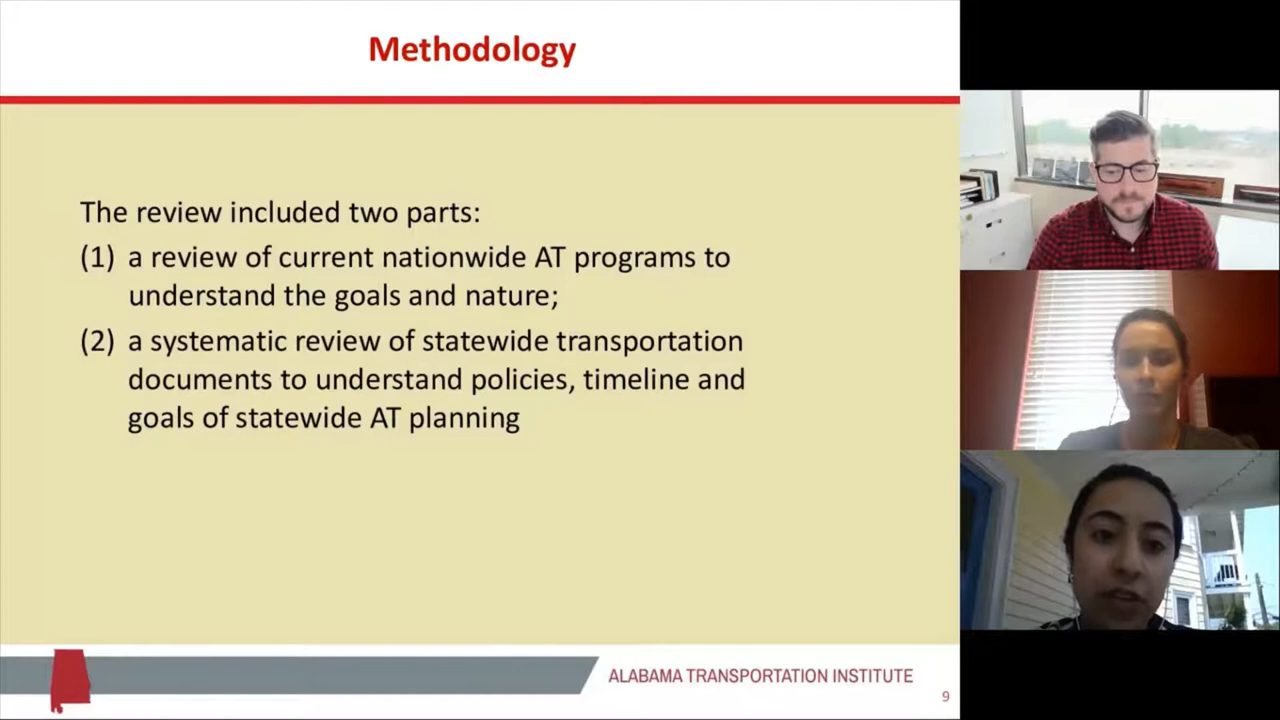 Methodology
The review included two parts:
(1) a review of current nationwide AT programs to
understand the goals and nature;
(2) a systematic review of statewide transportation
documents to understand policies, timeline and
goals of statewide AT planning
ALABAMA TRANSPORTATION INSTITUTE
9